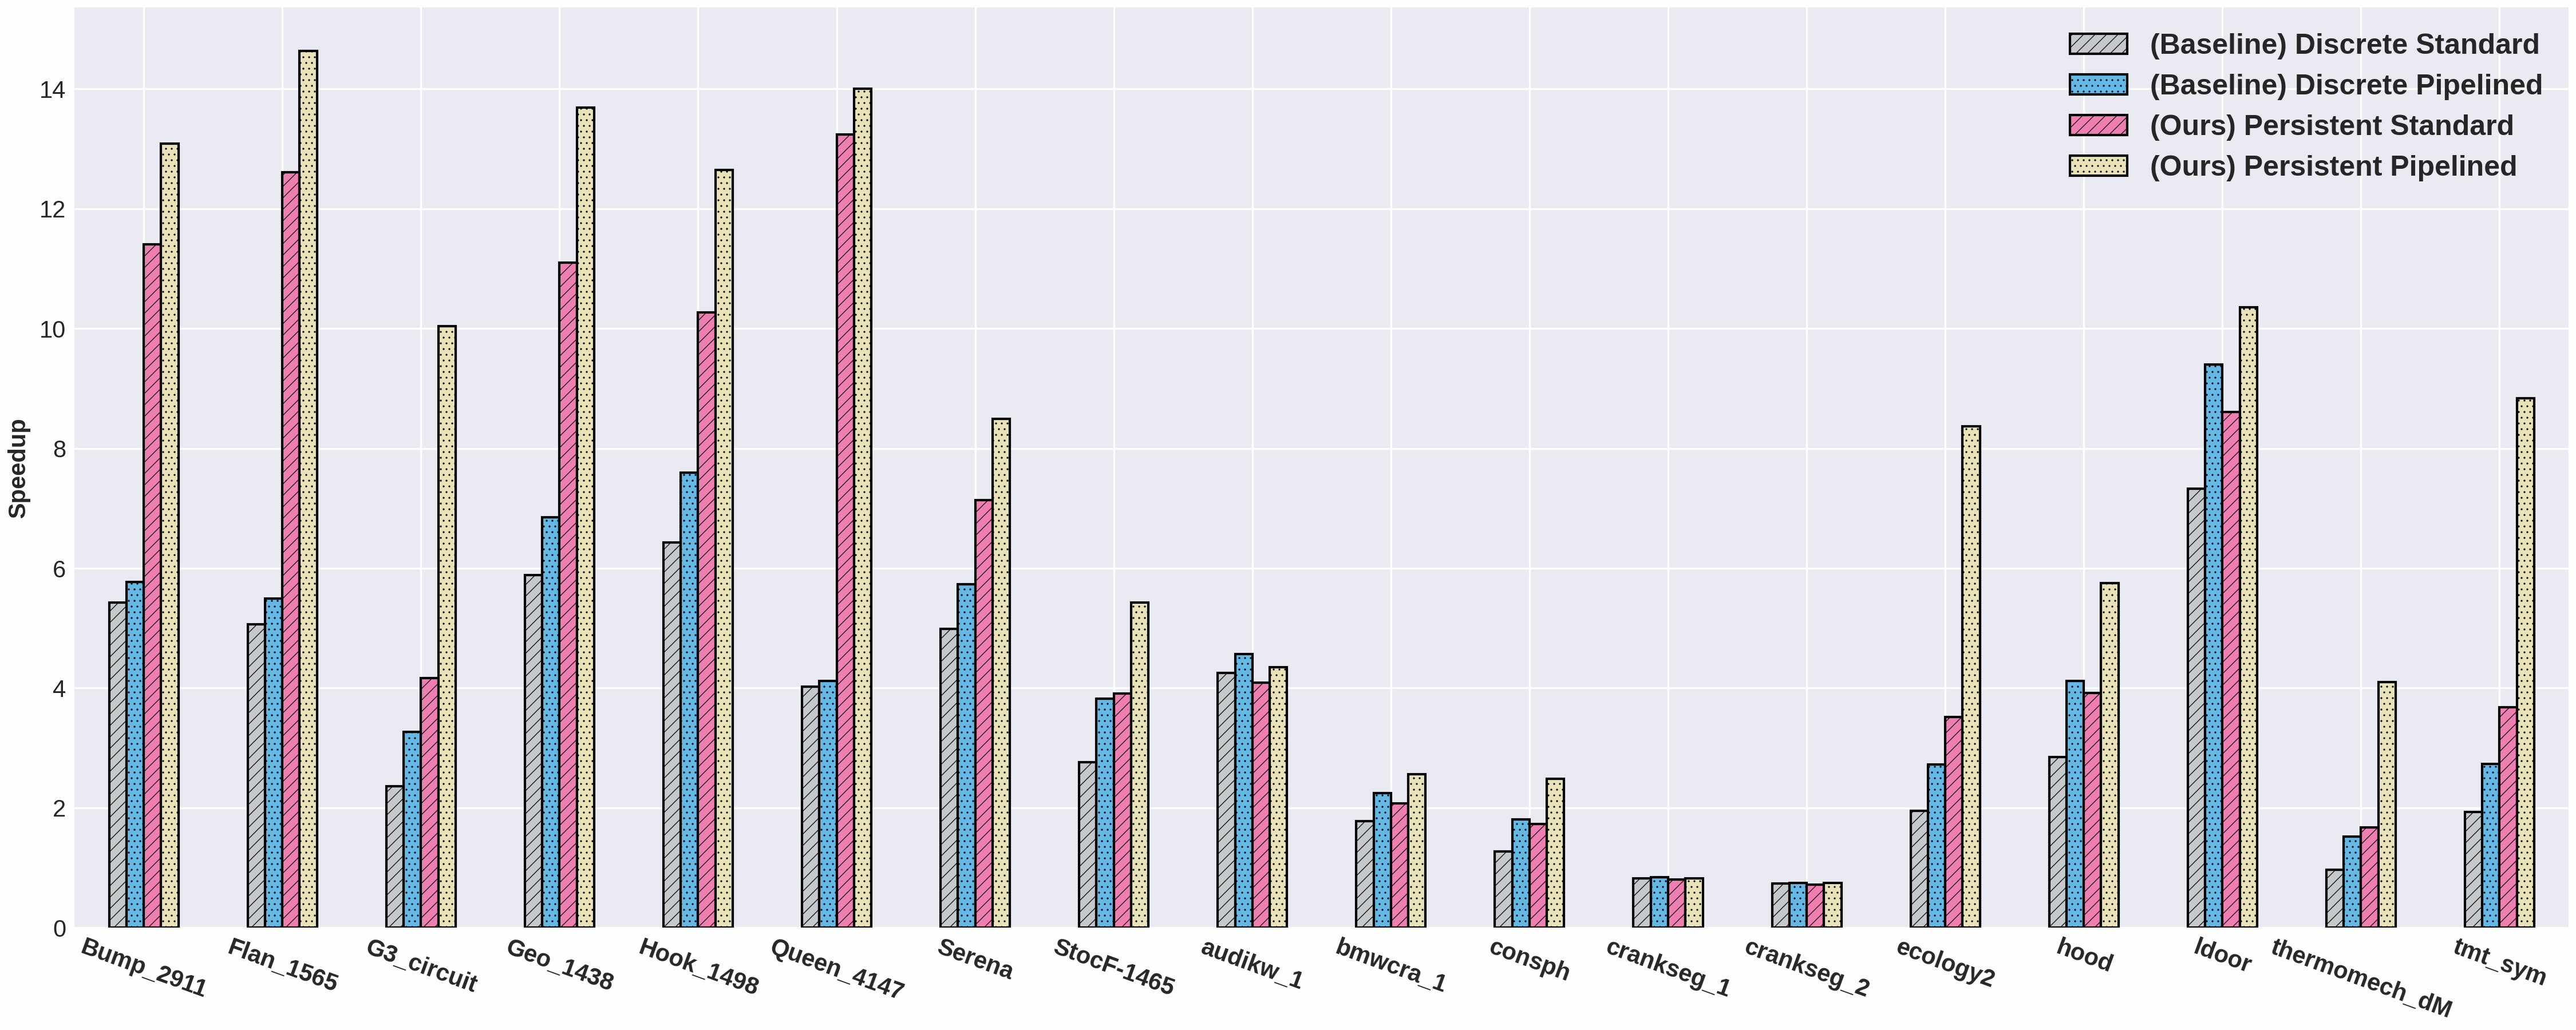 (Baseline) Discrete Standard
(Baseline) Discrete Pipelined
(Ours) Persistent Standard
(Ours) Persistent Pipelined
Speedup
14
12
10
8
6
4
2
0
Bump_2911
Flan_1565
G3_circuit
Geo_1438
Hook_1498
Queen_4147
Serena
StocF-1465
audikw_1
bmwcra_1
consph
crankseg_1
crankseg_2
ecology2
hood
ldoor
thermomech_dM
tmt_sym